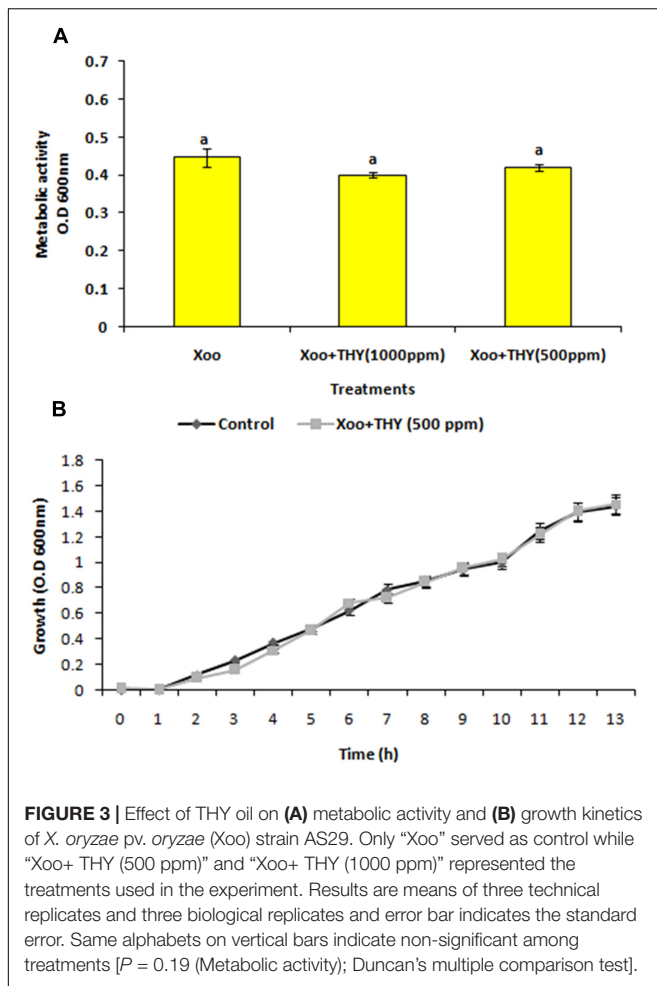 A
Metabolic activity
O.D 600nm
0.7
0.6
0.5
0.4
0.3
0.2
0.1
0
a
a
a
Xoo
Xoo+THY(1000ppm)
Xoo+THY(500ppm)
Treatments
B
Control
Xoo+THY (500 ppm)
Growth (O.D 600nm)
1.8
1.6
1.4
1.2
1
0.8
0.6
0.4
0.2
0
0 1 2 3 4 5 6 7 8 9 10 11 12 13
Time (h)
FIGURE 3 | Effect of THY oil on (A) metabolic activity and (B) growth kinetics
of X. oryzae pv. oryzae (Xoo) strain AS29. Only “Xoo” served as control while
“Xoo+ THY (500 ppm)” and “Xoo+ THY (1000 ppm)” represented the
treatments used in the experiment. Results are means of three technical
replicates and three biological replicates and error bar indicates the standard
error. Same alphabets on vertical bars indicate non-significant among
treatments [P = 0.19 (Metabolic activity); Duncan’s multiple comparison test].